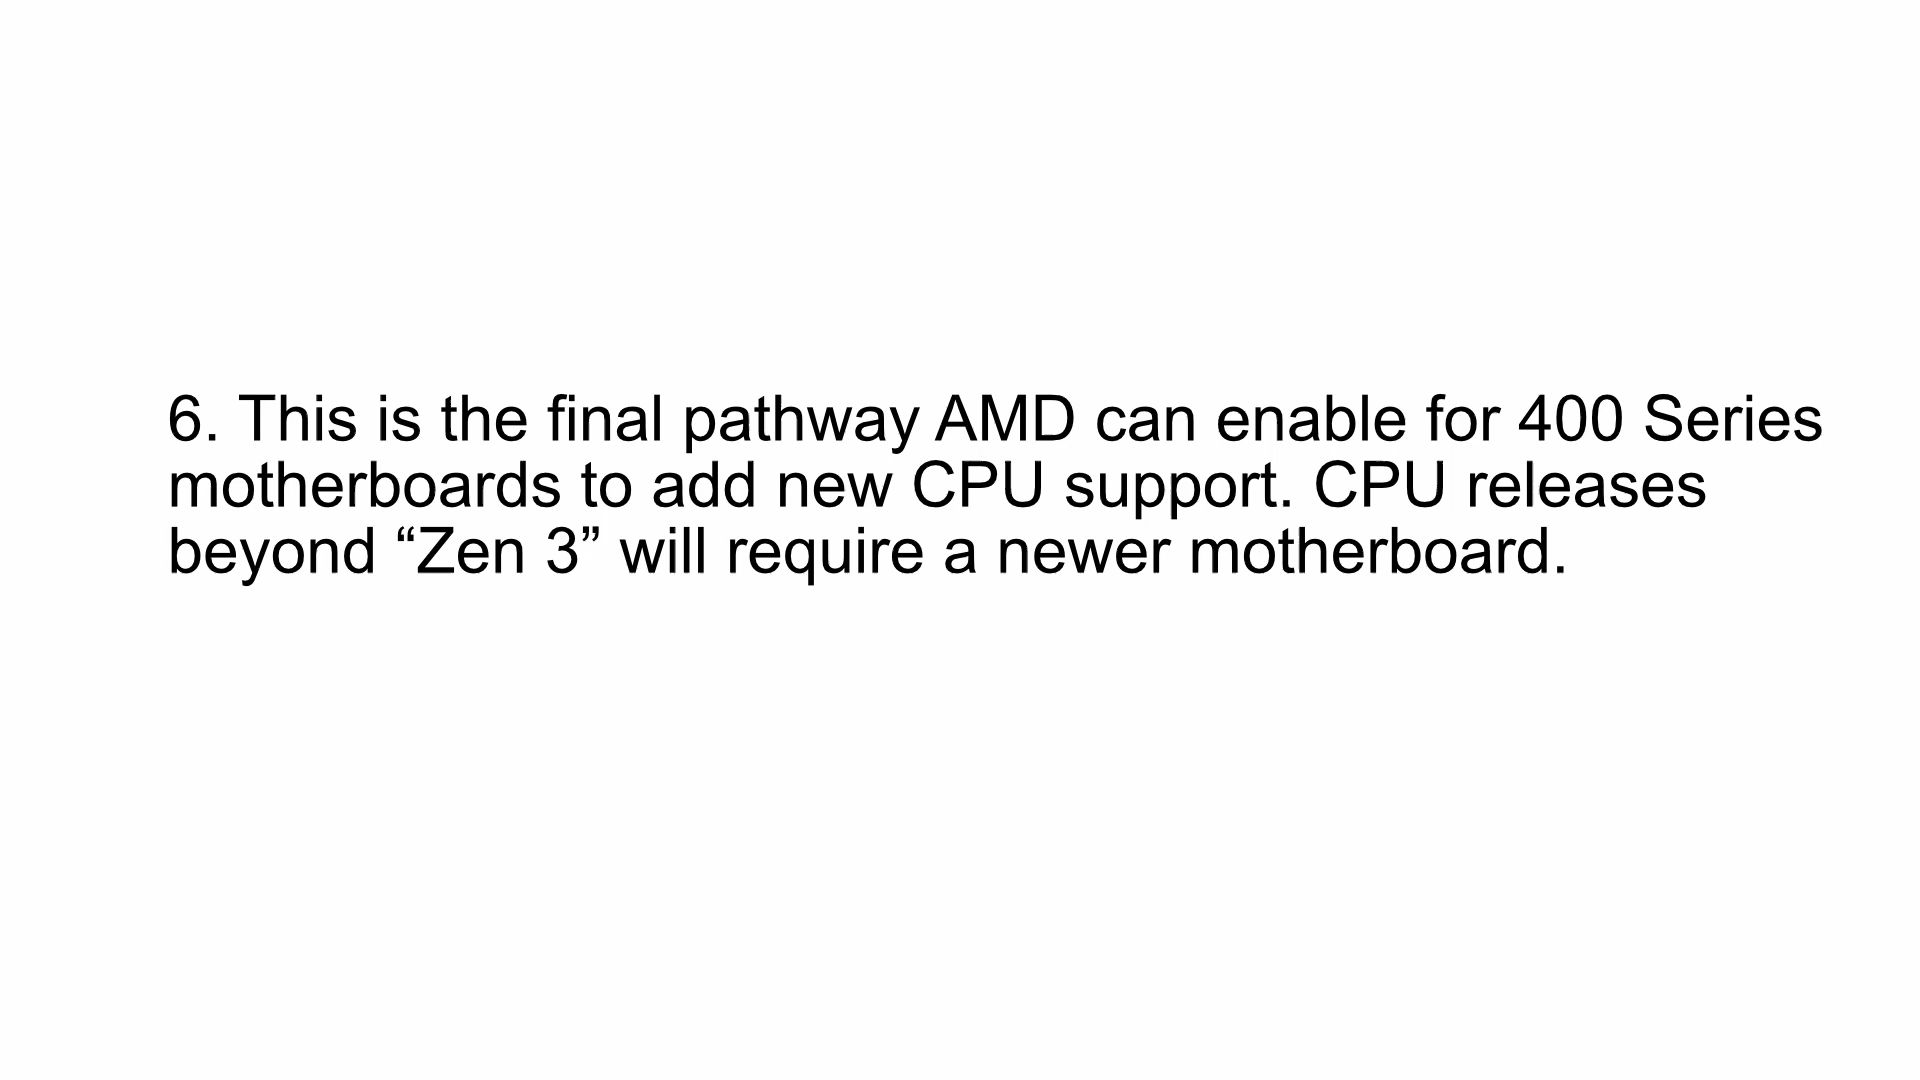 6. This is the final pathway AMD can enable for 400 Series
motherboards to add new CPU support. CPU releases
beyond “Zen 3” will require a newer motherboard.